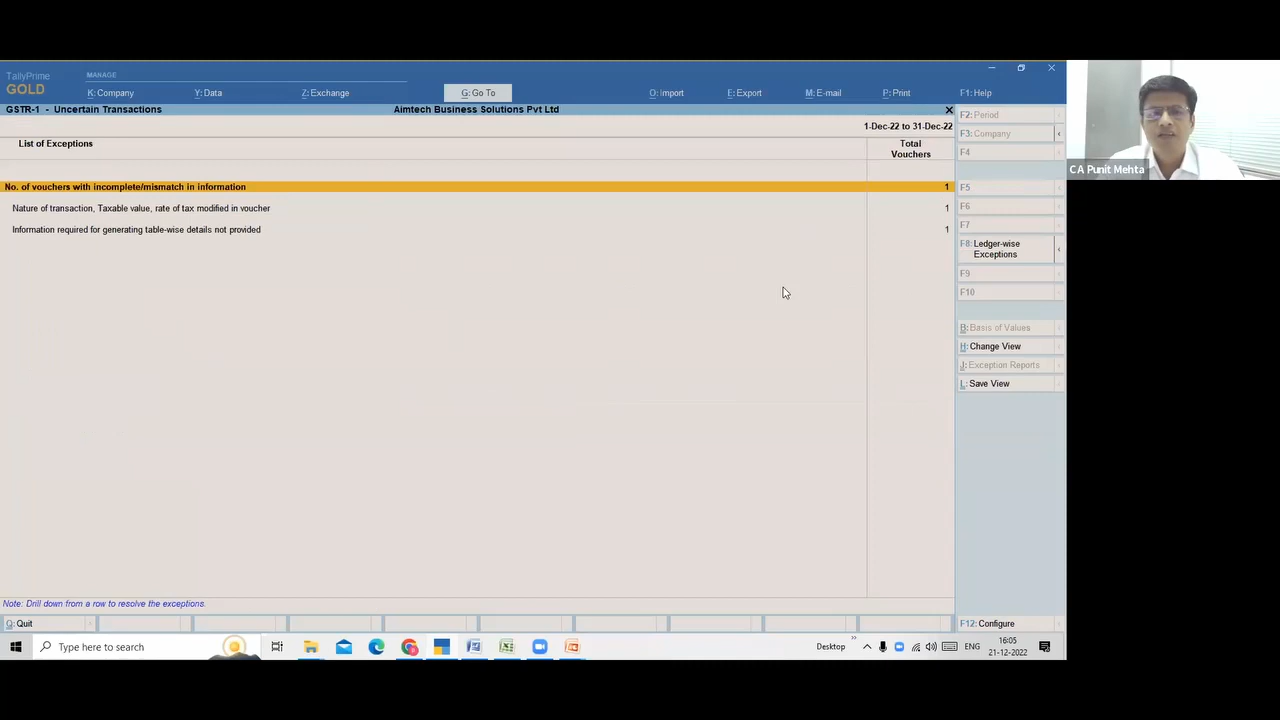 TallyPrime
GOLD
MANAGE
K: Company
Y: Data
Z: Exchange
G: Go To
O: Import
E: Export
M: E-mail
P: Print
F1: Help
GSTR-1 - Uncertain Transactions
Aimtech Business Solutions Pvt Ltd
1-Dec-22 to 31-Dec-22
List of Exceptions
Total
Vouchers
No. of vouchers with incomplete/mismatch in information 1
Nature of transaction, Taxable value, rate of tax modified in voucher 1
Information required for generating table-wise details not provided 1
F2: Period
F3: Company
F4
F5
F6
F7
F8: Ledger-wise
Exceptions
F9
F10
B: Basis of Values
H: Change View
J: Exception Reports
L: Save View
CA Punit Mehta
Note: Drill down from a row to resolve the exceptions.
Q: Quit
F12: Configure
Type here to search
Desktop
ENG
16:05
21-12-2022